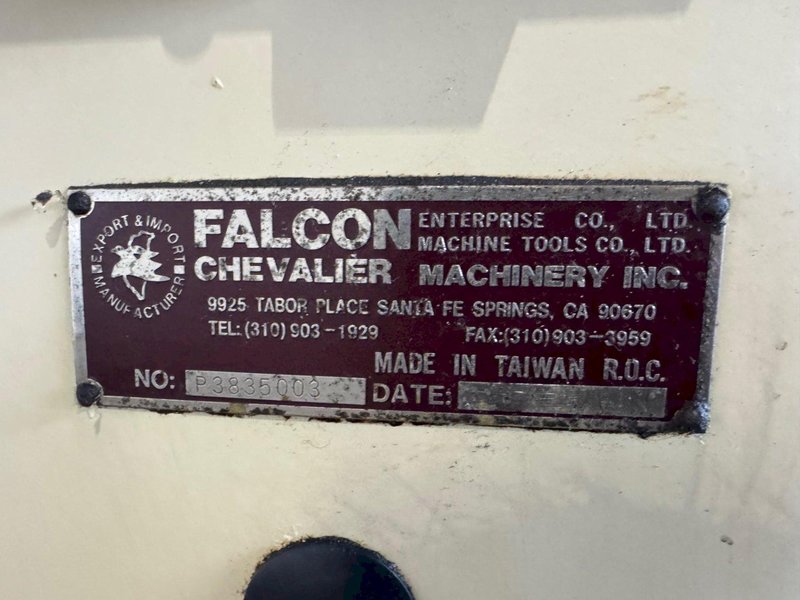 EXPORT & IMPORT
MANUFACTURER
FALCON ENTERPRISE CO., LTD.
MACHINE TOOLS CO., LTD.
CHEVALIER MACHINERY INC.
9925 TABOR PLACE SANTA FE SPRINGS, CA 90670
TEL:(310)903-1929 FAX:(310)903-3959
MADE IN TAIWAN R.O.C.
NO: P3835003 DATE: